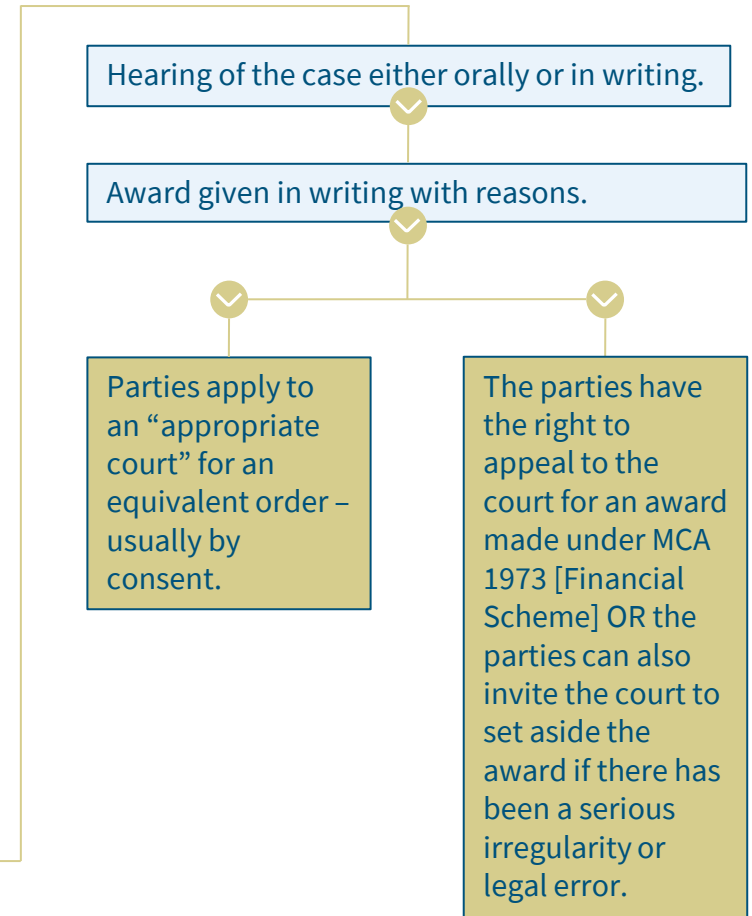 Hearing of the case either orally or in writing.
Award given in writing with reasons.
Parties apply to
an “appropriate
court” for an
equivalent order –
usually by
consent.
The parties have
the right to
appeal to the
court for an award
made under MCA
1973 [Financial
Scheme] OR the
parties can also
invite the court to
set aside the
award if there has
been a serious
irregularity or
legal error.